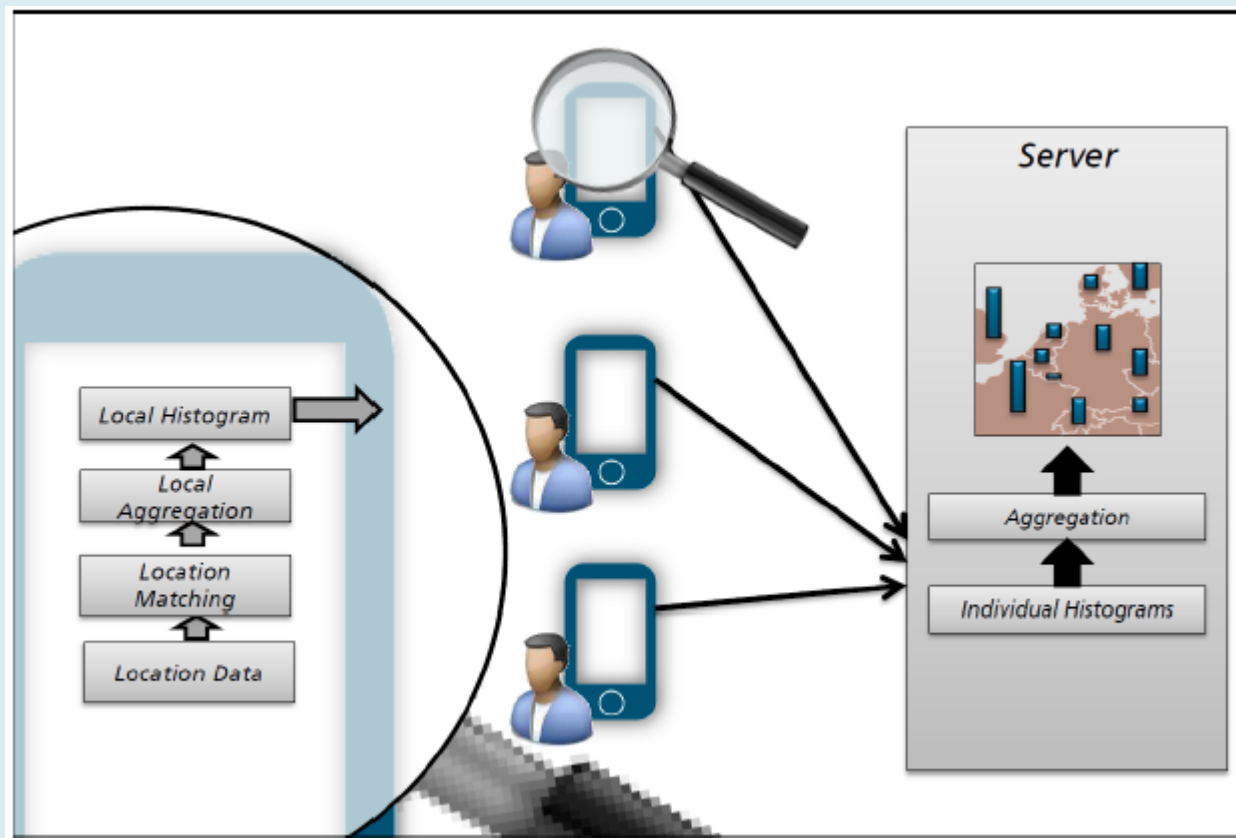 Server
Local Histogram
Local
Aggregation
Location
Matching
Location Data
Aggregation
Individual Histograms